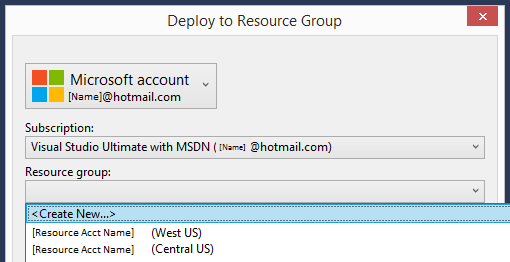 Deploy to Resource Group
Microsoft account
[Name]@hotmail.com
Subscription:
Visual Studio Ultimate with MSDN ( [Name] @hotmail.com)
Resource group:
<Create New...>
[Resource Acct Name] (West US)
[Resource Acct Name] (Central US)